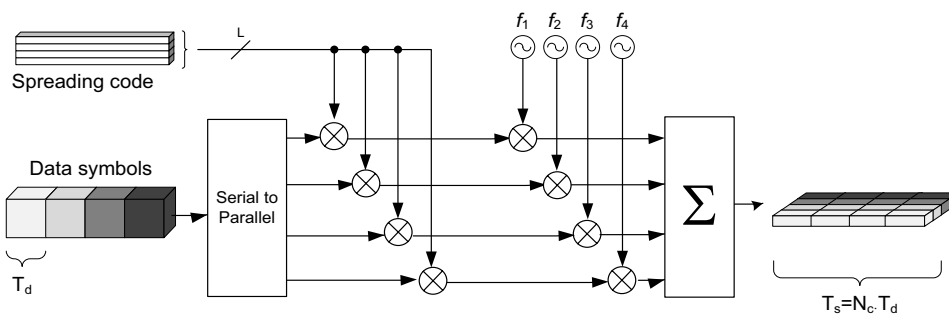 L
f1 f2 f3 f4
Spreading code
Data symbols
Serial to
Parallel
Σ
Td
Ts=Nc.Td